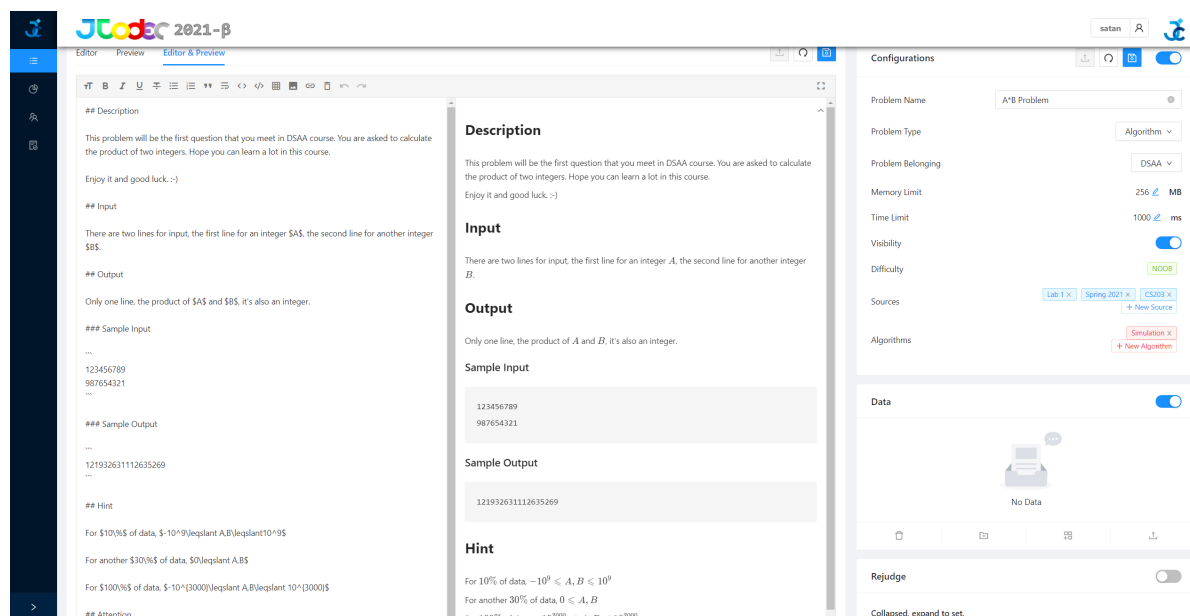 JCoder 2021-β
satan
Editor Preview Editor & Preview
## Description
This problem will be the first question that you meet in DSAA course. You are asked to calculate
the product of two integers. Hope you can learn a lot in this course.
Enjoy it and good luck. :-)
## Input
There are two lines for input, the first line for an integer $A$, the second line for another integer
$B$.
## Output
Only one line, the product of $A$ and $B$, it's also an integer.
### Sample Input
```
123456789
987654321
```
### Sample Output
```
121932631112635269
```
## Hint
For $10\%$ of data, $-10^9\leqslant A,B\leqslant10^9$
For another $30\%$ of data, $0\leqslant A,B$
For $100\%$ of data, $-10^{3000}\leqslant A,B\leqslant 10^{3000}$
## Attention
Description
This problem will be the first question that you meet in DSAA course. You are asked to calculate
the product of two integers. Hope you can learn a lot in this course.
Enjoy it and good luck. :-)
Input
There are two lines for input, the first line for an integer A, the second line for another integer
B.
Output
Only one line, the product of A and B, it's also an integer.
Sample Input
123456789
987654321
Sample Output
121932631112635269
Hint
For 10% of data, −10⁹ ⩽ A, B ⩽ 10⁹
For another 30% of data, 0 ⩽ A, B
Configurations
Problem Name A*B Problem
Problem Type Algorithm
Problem Belonging DSAA
Memory Limit 256 MB
Time Limit 1000 ms
Visibility
Difficulty NOOB
Sources Lab 1 × Spring 2021 × CS203 ×
+ New Source
Algorithms Simulation ×
+ New Algorithm
Data
No Data
Rejudge
Collapsed, expand to set.